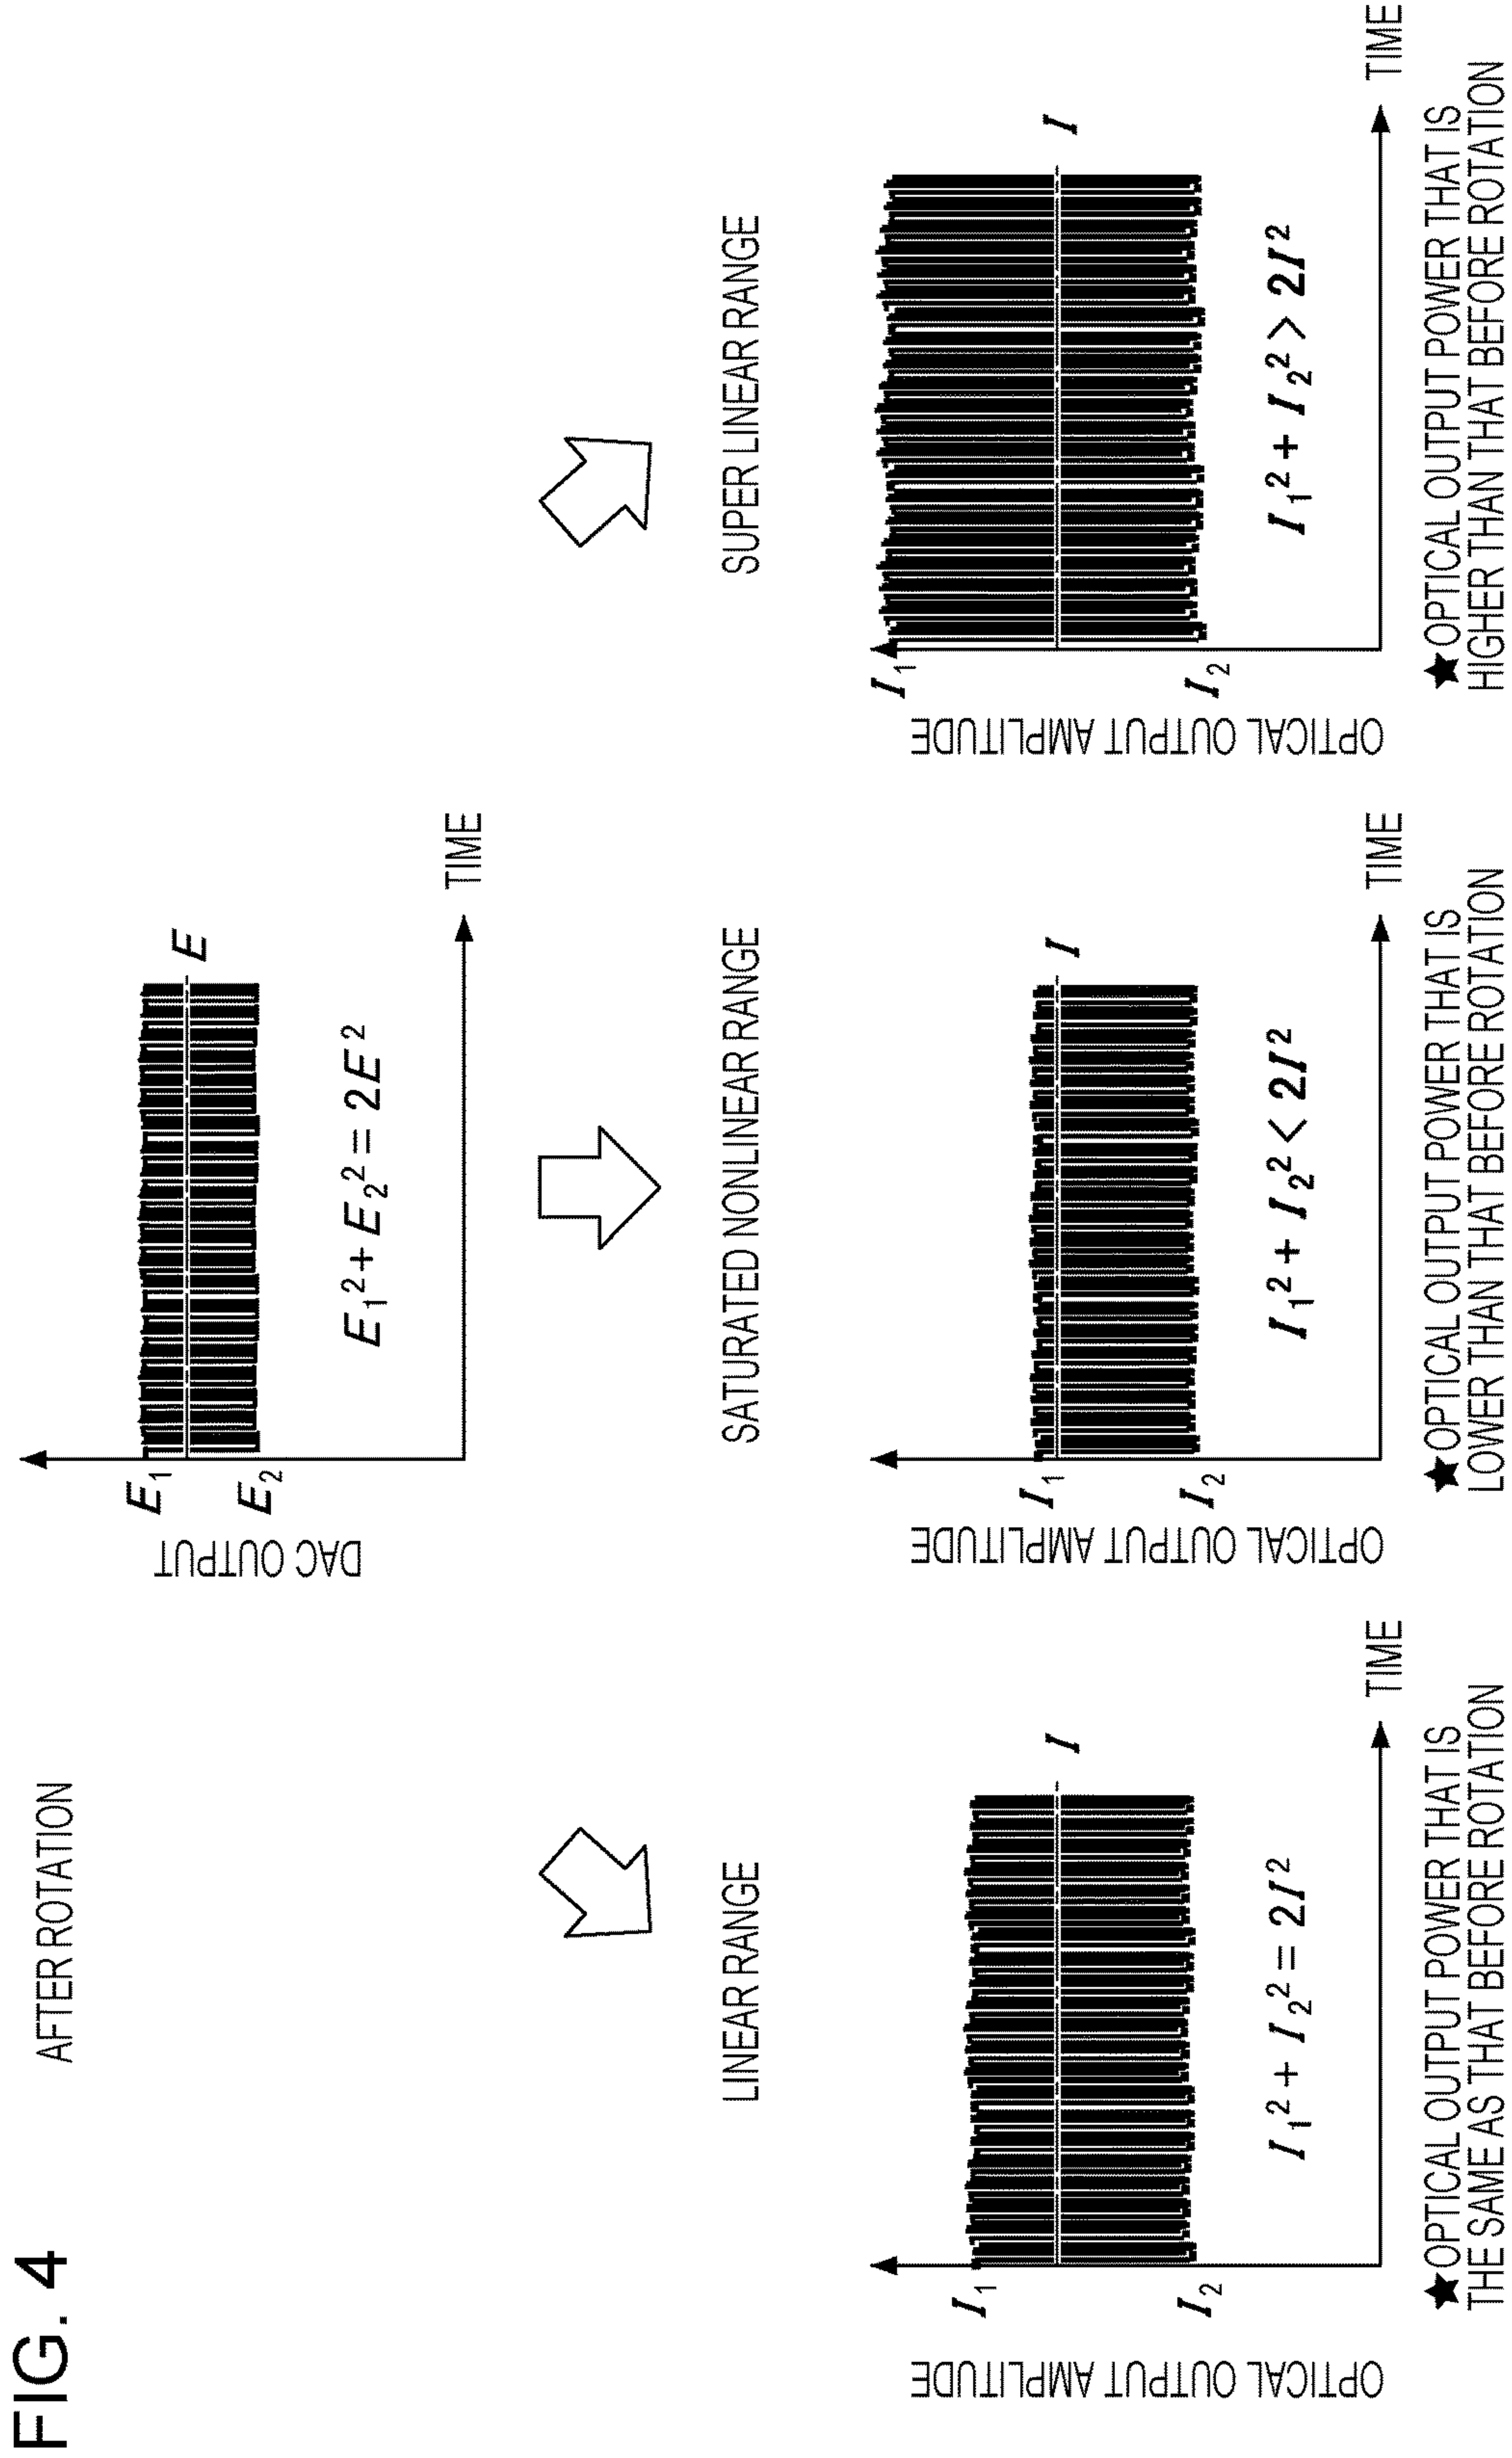 FIG. 4
AFTER ROTATION
DAC OUTPUT
E₁
E₂
E
E₁² + E₂² = 2E²
TIME
LINEAR RANGE
OPTICAL OUTPUT AMPLITUDE
I₁
I₂
I
I₁² + I₂² = 2I²
TIME
★OPTICAL OUTPUT POWER THAT IS
THE SAME AS THAT BEFORE ROTATION
SATURATED NONLINEAR RANGE
OPTICAL OUTPUT AMPLITUDE
I₁
I₂
I
I₁² + I₂² < 2I²
TIME
★OPTICAL OUTPUT POWER THAT IS
LOWER THAN THAT BEFORE ROTATION
SUPER LINEAR RANGE
OPTICAL OUTPUT AMPLITUDE
I₁
I₂
I
I₁² + I₂² > 2I²
TIME
★OPTICAL OUTPUT POWER THAT IS
HIGHER THAN THAT BEFORE ROTATION